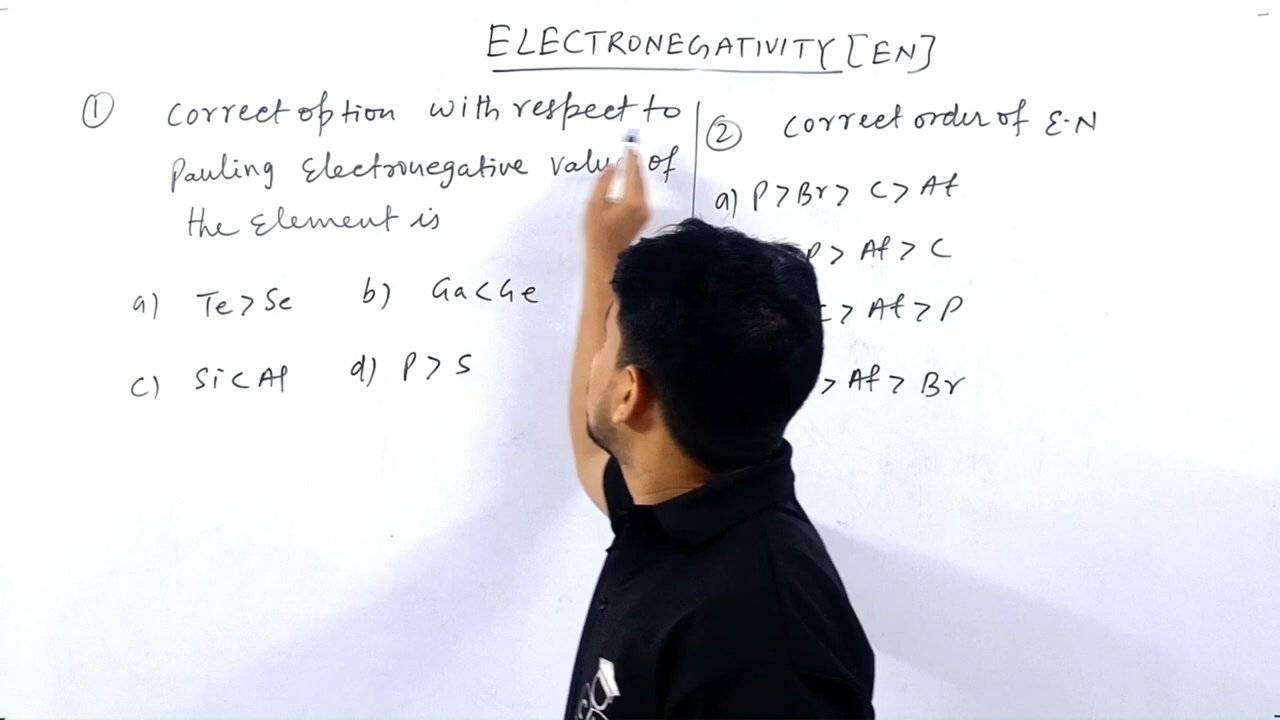 ELECTRONEGATIVITY [EN]
① Correct option with respect to
Pauling Electronegative of
the Element is
a) Te > Se b) Ga < Ge
c) Si < Al d) P > S
② Correct order of E.N
a) P > Br > C > At
P > At > C
> At > P
> At > Br